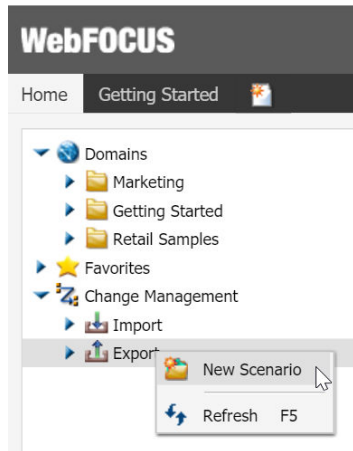 WebFOCUS
Home Getting Started
Domains
Marketing
Getting Started
Retail Samples
Favorites
Change Management
Import
Export
New Scenario
Refresh F5